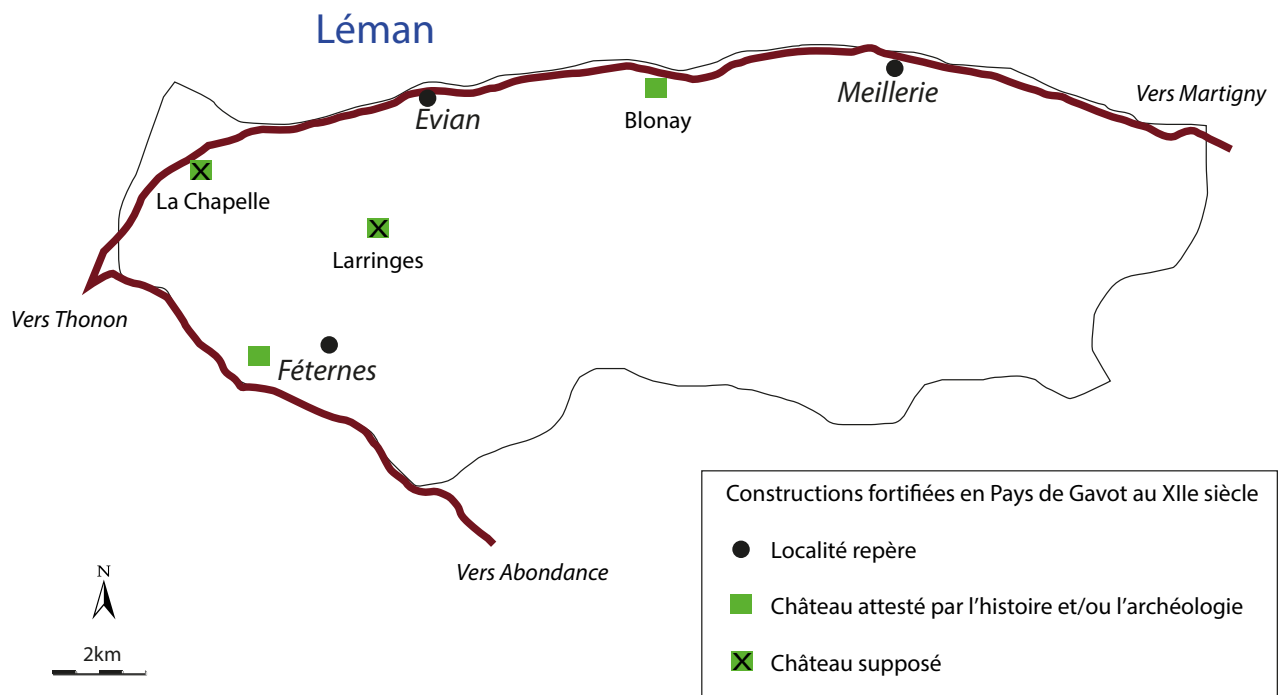 Léman
Vers Martigny
Meillerie
Evian
Blonay
La Chapelle
Larringes
Vers Thonon
Féternes
Vers Abondance
N
2km
Constructions fortifiées en Pays de Gavot au XIIe siècle
Localité repère
Château attesté par l'histoire et/ou l'archéologie
Château supposé